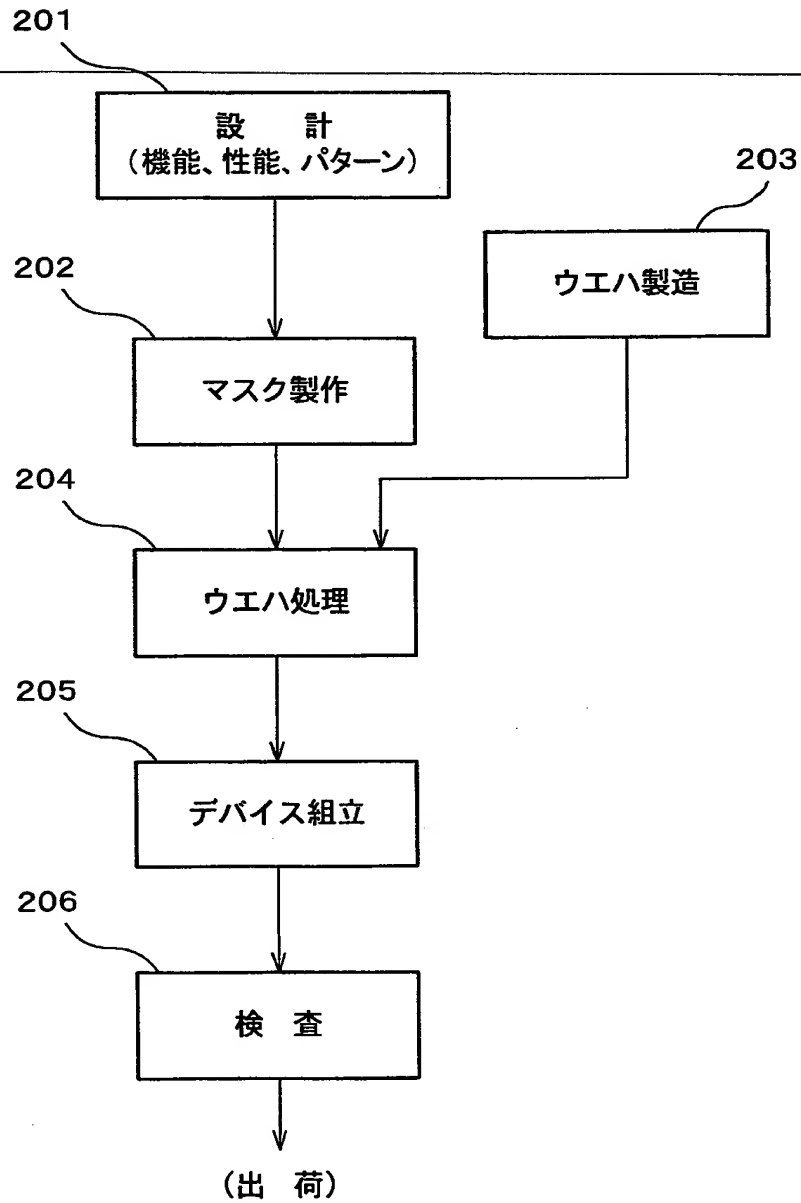 201
設　計
(機能、性能、パターン)
203
ウエハ製造
202
マスク製作
204
ウエハ処理
205
デバイス組立
206
検　査
(出　荷)